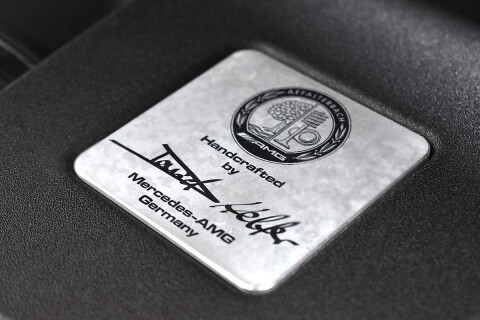 AFFALTERBACH
AMG
Handcrafted
by
Mercedes-AMG
Germany